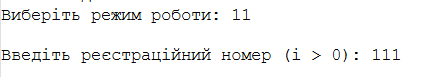 Виберіть режим роботи: 11
Введіть реєстраційний номер (i > 0): 111